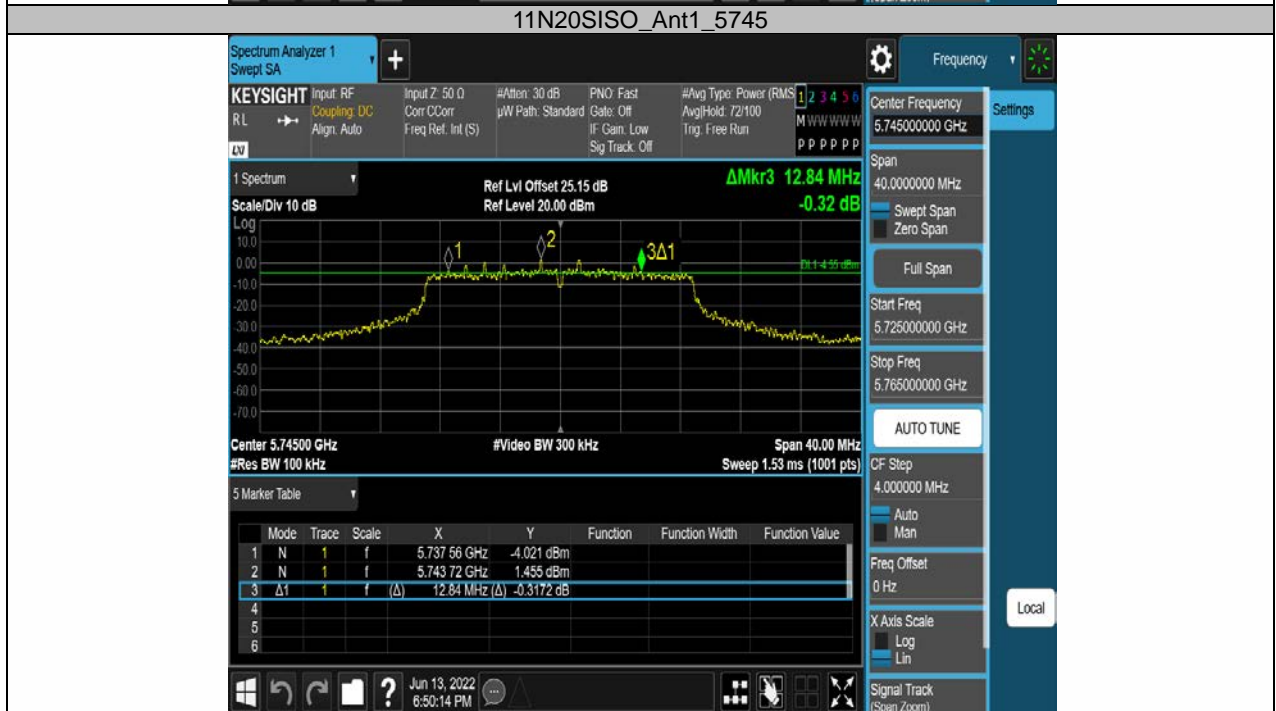 11N20SISO_Ant1_5745
Spectrum Analyzer 1
Swept SA
+
Frequency
KEYSIGHT
RL
LXI
Input: RF
Coupling: DC
Align: Auto
Input Z: 50 Ω
Corr CCorr
Freq Ref: Int (S)
#Atten: 30 dB
µW Path: Standard
PNO: Fast
Gate: Off
IF Gain: Low
Sig Track: Off
#Avg Type: Power (RMS
Avg|Hold: 72/100
Trig: Free Run
1 2 3 4 5 6
M W W W W W
P P P P P P
Center Frequency
5.745000000 GHz
Settings
Span
40.0000000 MHz
Swept Span
Zero Span
Full Span
Start Freq
5.725000000 GHz
Stop Freq
5.765000000 GHz
AUTO TUNE
CF Step
4.000000 MHz
Auto
Man
Freq Offset
0 Hz
X Axis Scale
Log
Lin
Local
Signal Track
(Span Zoom)
1 Spectrum
Scale/Div 10 dB
Ref Lvl Offset 25.15 dB
Ref Level 20.00 dBm
ΔMkr3 12.84 MHz
-0.32 dB
Log
10.0
0.00
-10.0
-20.0
-30.0
-40.0
-50.0
-60.0
-70.0
1
2
3Δ1
DL1 -4.55 dBm
Center 5.74500 GHz
#Video BW 300 kHz
Span 40.00 MHz
#Res BW 100 kHz
Sweep 1.53 ms (1001 pts)
5 Marker Table
Mode Trace Scale X Y Function Function Width Function Value
1 N 1 f 5.737 56 GHz -4.021 dBm
2 N 1 f 5.743 72 GHz 1.455 dBm
3 Δ1 1 f (Δ) 12.84 MHz (Δ) -0.3172 dB
4
5
6
?
Jun 13, 2022
6:50:14 PM